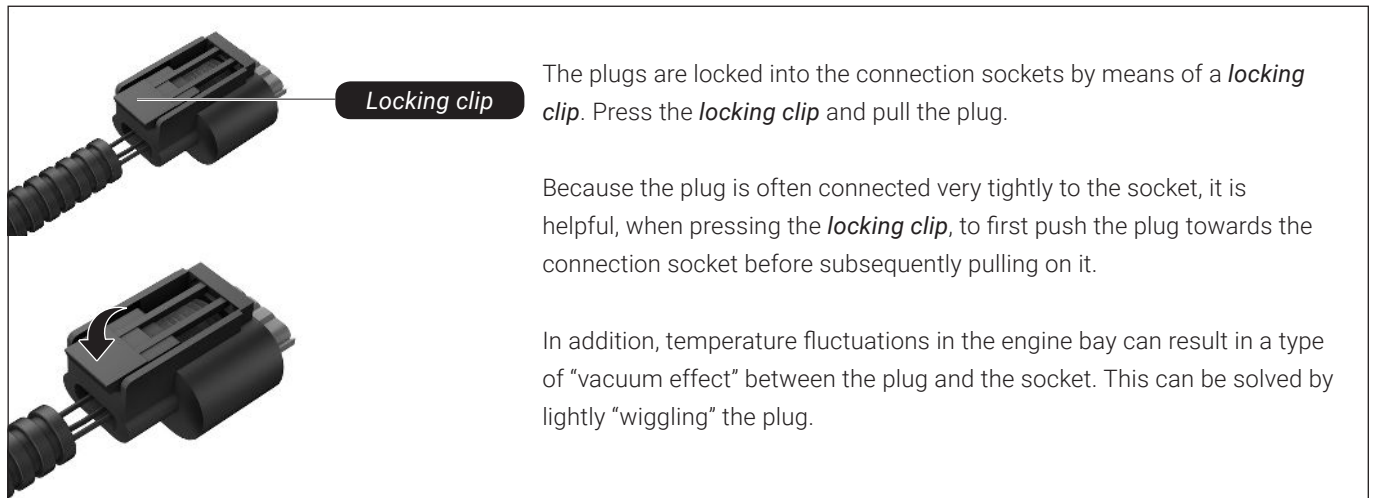 Locking clip
The plugs are locked into the connection sockets by means of a locking
clip. Press the locking clip and pull the plug.
Because the plug is often connected very tightly to the socket, it is
helpful, when pressing the locking clip, to first push the plug towards the
connection socket before subsequently pulling on it.
In addition, temperature fluctuations in the engine bay can result in a type
of “vacuum effect” between the plug and the socket. This can be solved by
lightly “wiggling” the plug.